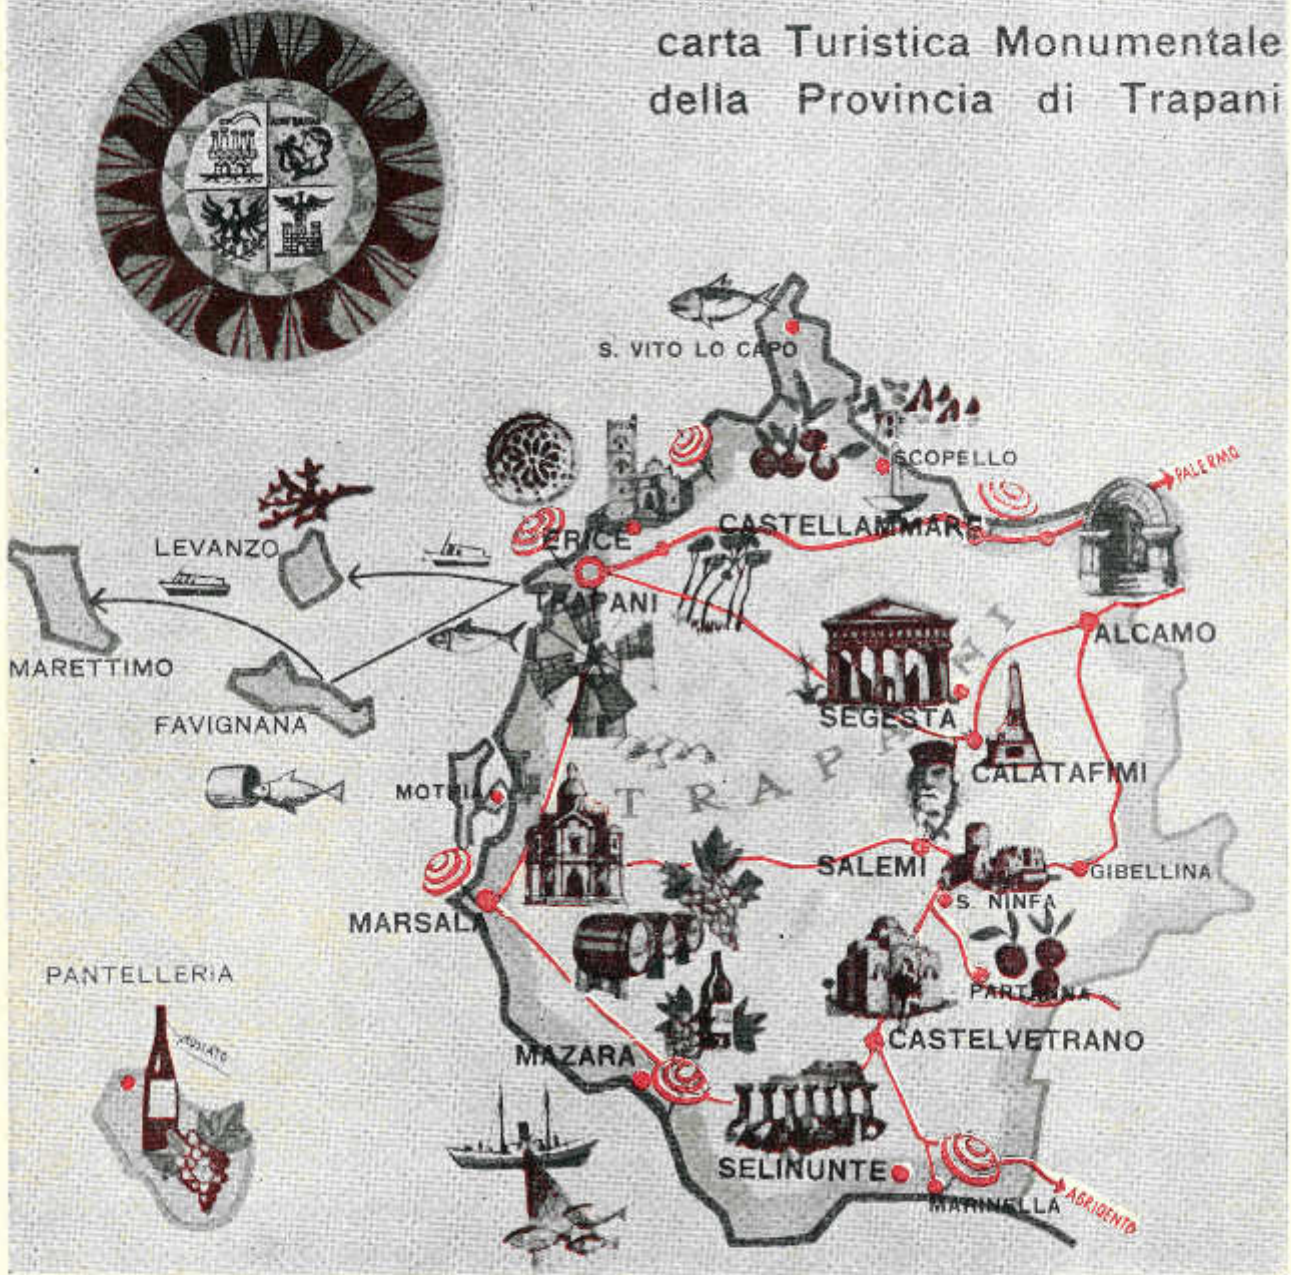 carta Turistica Monumentale
della Provincia di Trapani
S. VITO LO CAPO
SCOPELLO
PALERMO
CASTELLAMMARE
ERICE
LEVANZO
TRAPANI
ALCAMO
MARETTIMO
FAVIGNANA
SEGESTA
CALATAFIMI
MOTHIA
TRAPANI
SALEMI
GIBELLINA
S. NINFA
MARSALA
PANTELLERIA
PARTANNA
MOSCATO
CASTELVETRANO
MAZARA
SELINUNTE
MARINELLA
AGRIGENTO